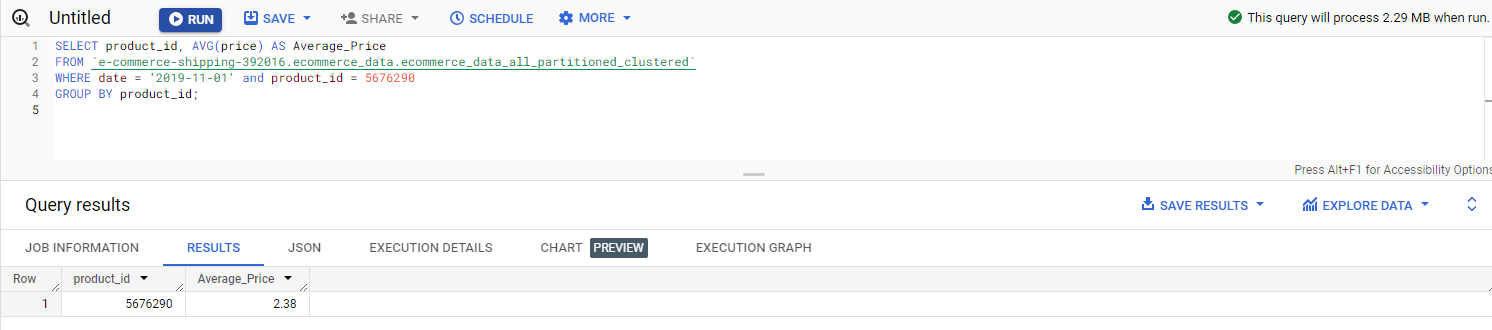 Untitled RUN SAVE SHARE SCHEDULE MORE This query will process 2.29 MB when run.
1 SELECT product_id, AVG(price) AS Average_Price
2 FROM `e-commerce-shipping-392016.ecommerce_data.ecommerce_data_all_partitioned_clustered`
3 WHERE date = '2019-11-01' and product_id = 5676290
4 GROUP BY product_id;
5
Press Alt+F1 for Accessibility Options
Query results SAVE RESULTS EXPLORE DATA
JOB INFORMATION RESULTS JSON EXECUTION DETAILS CHART PREVIEW EXECUTION GRAPH
Row product_id Average_Price
1 5676290 2.38